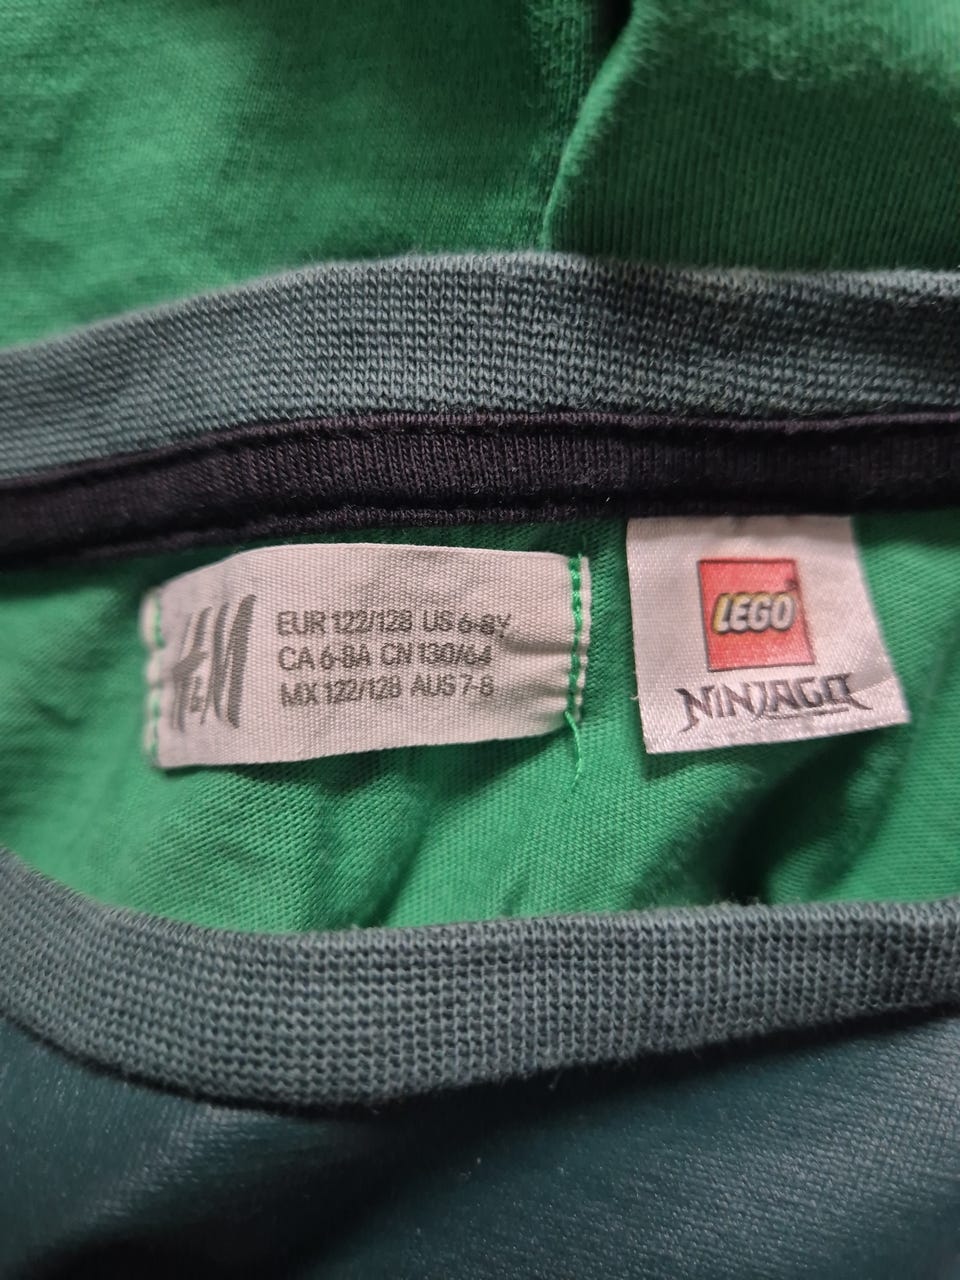 H&M
EUR 122/128 US 6-8Y
CA 6-8A CN 130/64
MX 122/128 AUS 7-8
LEGO
NINJAGO